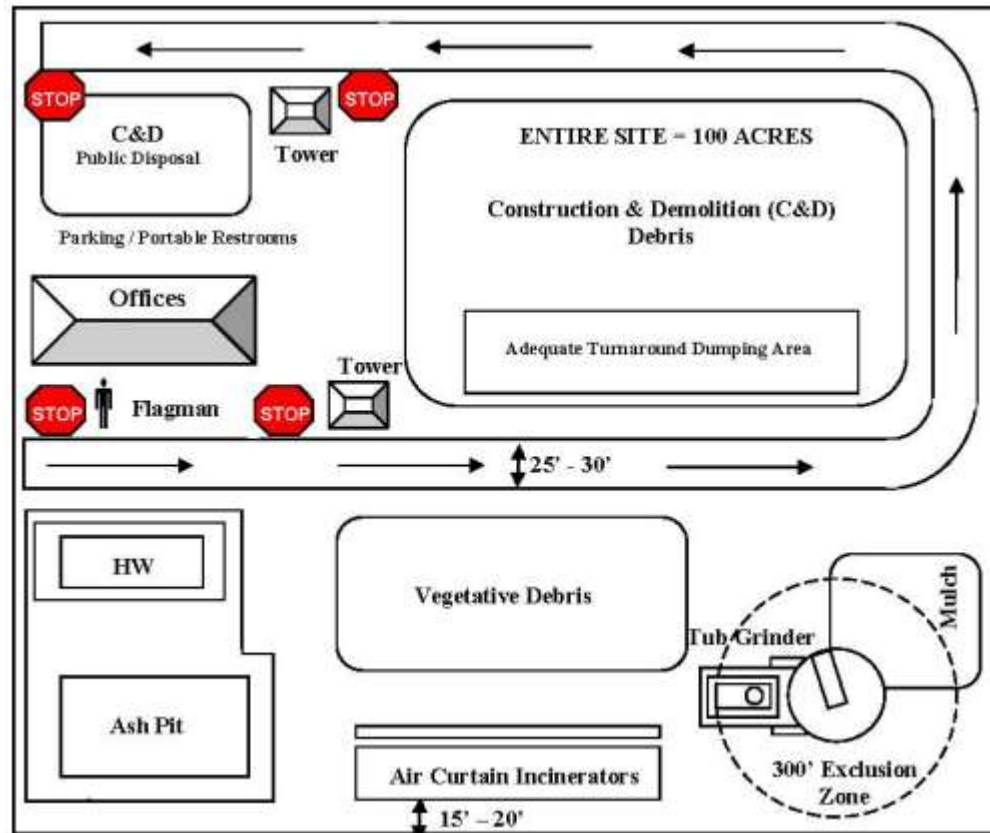 STOP
STOP
C&D
Public Disposal
Tower
ENTIRE SITE = 100 ACRES
Construction & Demolition (C&D)
Debris
Parking / Portable Restrooms
Offices
Adequate Turnaround Dumping Area
Tower
STOP
Flagman
STOP
25' - 30'
HW
Vegetative Debris
Mulch
Tub Grinder
Ash Pit
Air Curtain Incinerators
300' Exclusion
Zone
15' – 20'